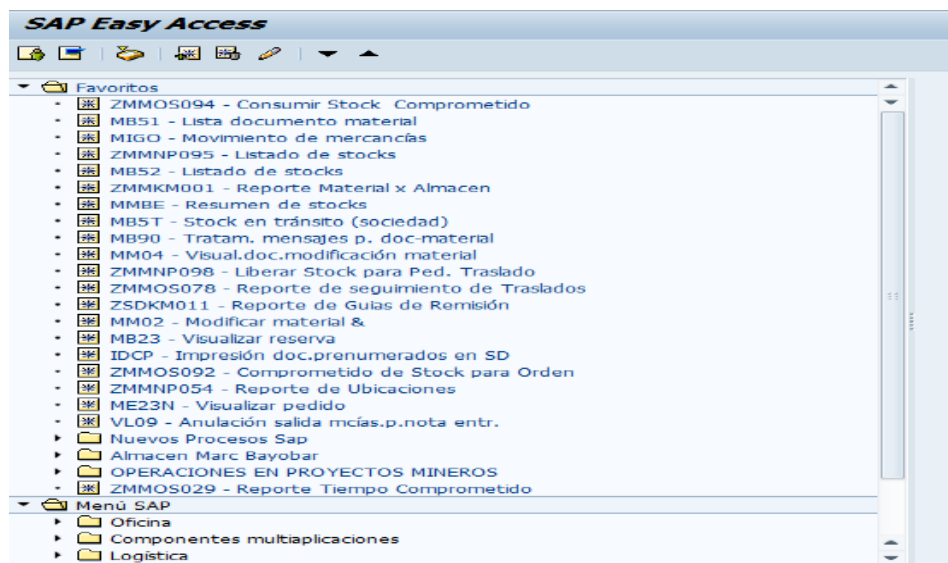 SAP Easy Access
Favoritos
ZMMOS094 - Consumir Stock Comprometido
MB51 - Lista documento material
MIGO - Movimiento de mercancías
ZMMNP095 - Listado de stocks
MB52 - Listado de stocks
ZMMKM001 - Reporte Material x Almacen
MMBE - Resumen de stocks
MB5T - Stock en tránsito (sociedad)
MB90 - Tratam. mensajes p. doc-material
MM04 - Visual.doc.modificación material
ZMMNP098 - Liberar Stock para Ped. Traslado
ZMMOS078 - Reporte de seguimiento de Traslados
ZSDKM011 - Reporte de Guias de Remisión
MM02 - Modificar material &
MB23 - Visualizar reserva
IDCP - Impresión doc.prenumerados en SD
ZMMOS092 - Comprometido de Stock para Orden
ZMMNP054 - Reporte de Ubicaciones
ME23N - Visualizar pedido
VL09 - Anulación salida mcías.p.nota entr.
Nuevos Procesos Sap
Almacen Marc Bayobar
OPERACIONES EN PROYECTOS MINEROS
ZMMOS029 - Reporte Tiempo Comprometido
Menú SAP
Oficina
Componentes multiaplicaciones
Logística